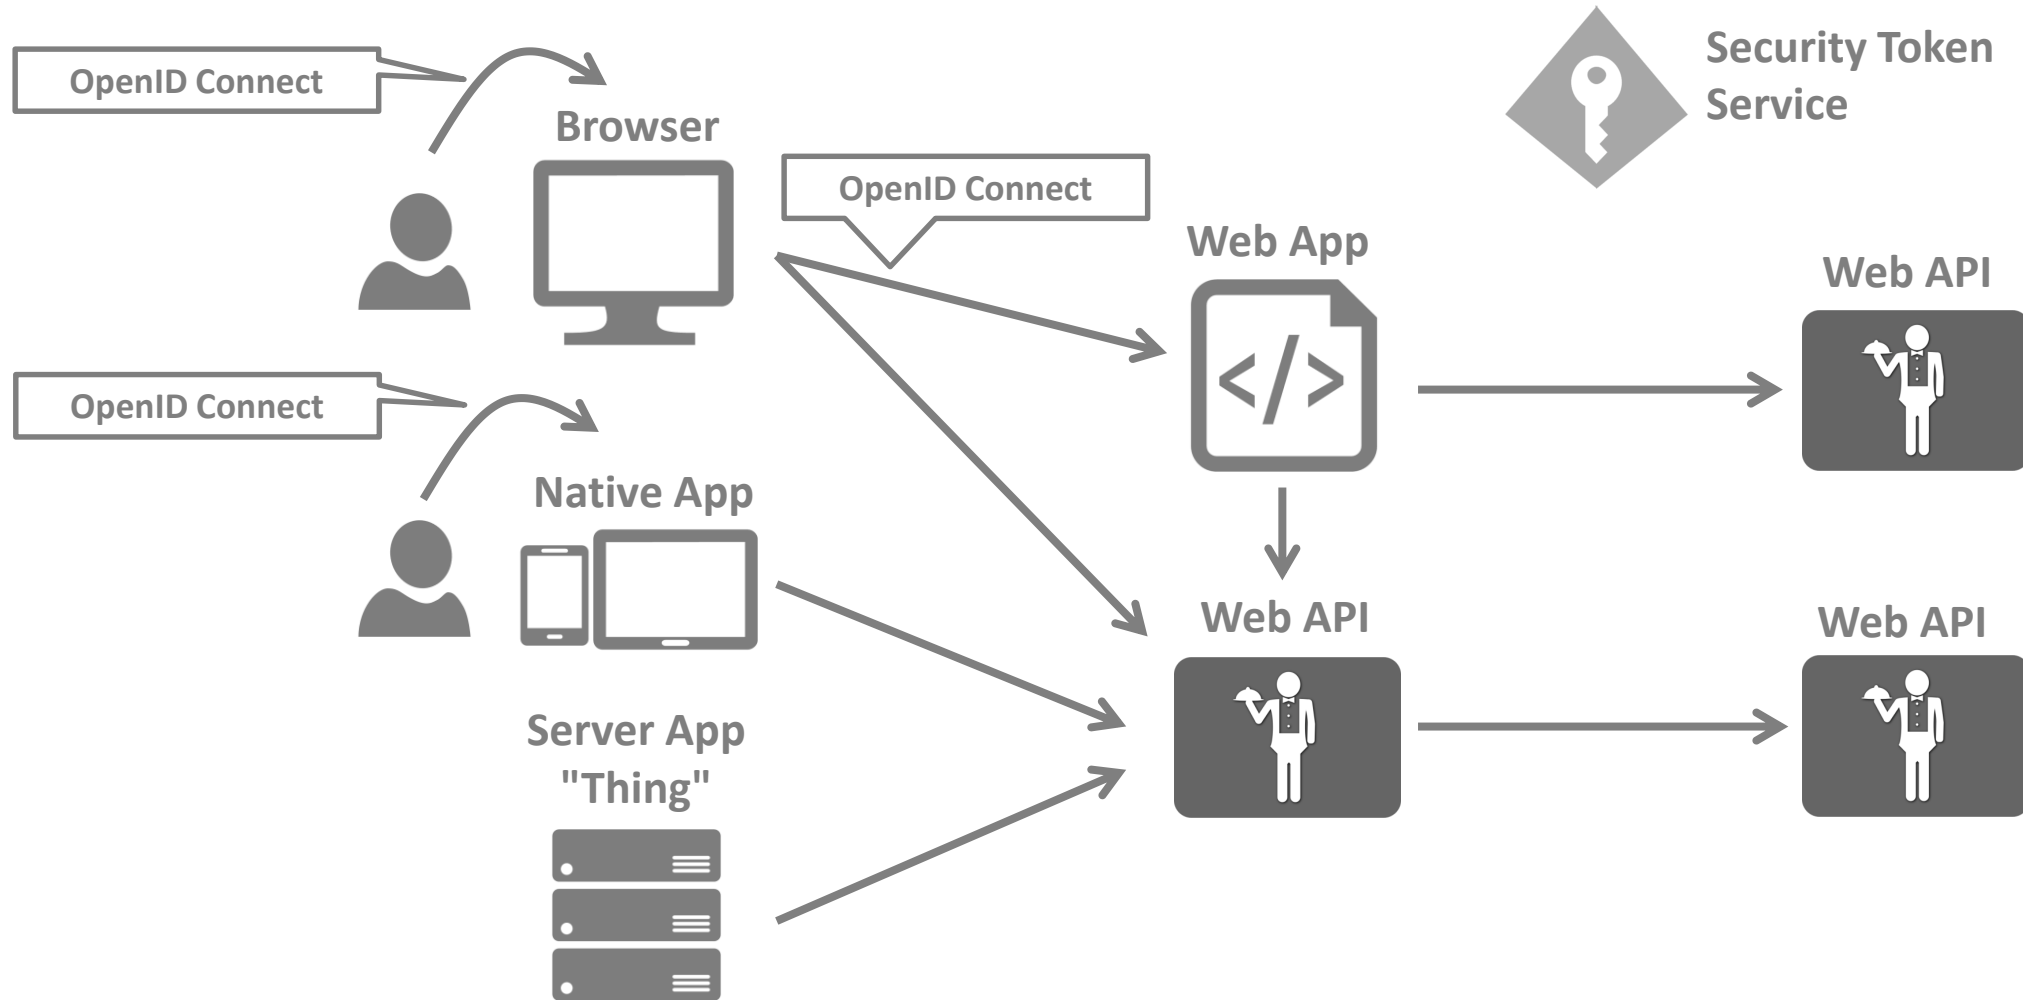 OpenID Connect
Browser
OpenID Connect
Security Token
Service
Web App
Web API
OpenID Connect
Native App
Web API
Web API
Server App
"Thing"
</>